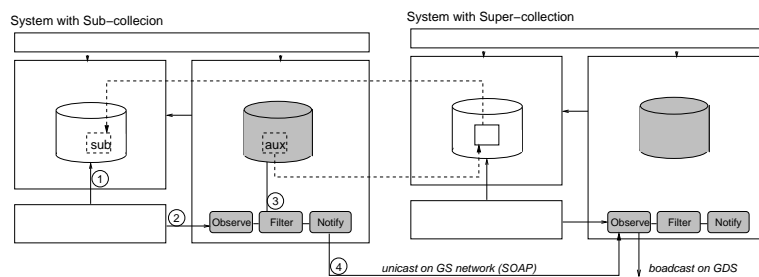 System with Sub-collecion
System with Super-collection
sub
aux
1
3
2
Observe
Filter
Notify
Observe
Filter
Notify
4
unicast on GS network (SOAP)
boadcast on GDS